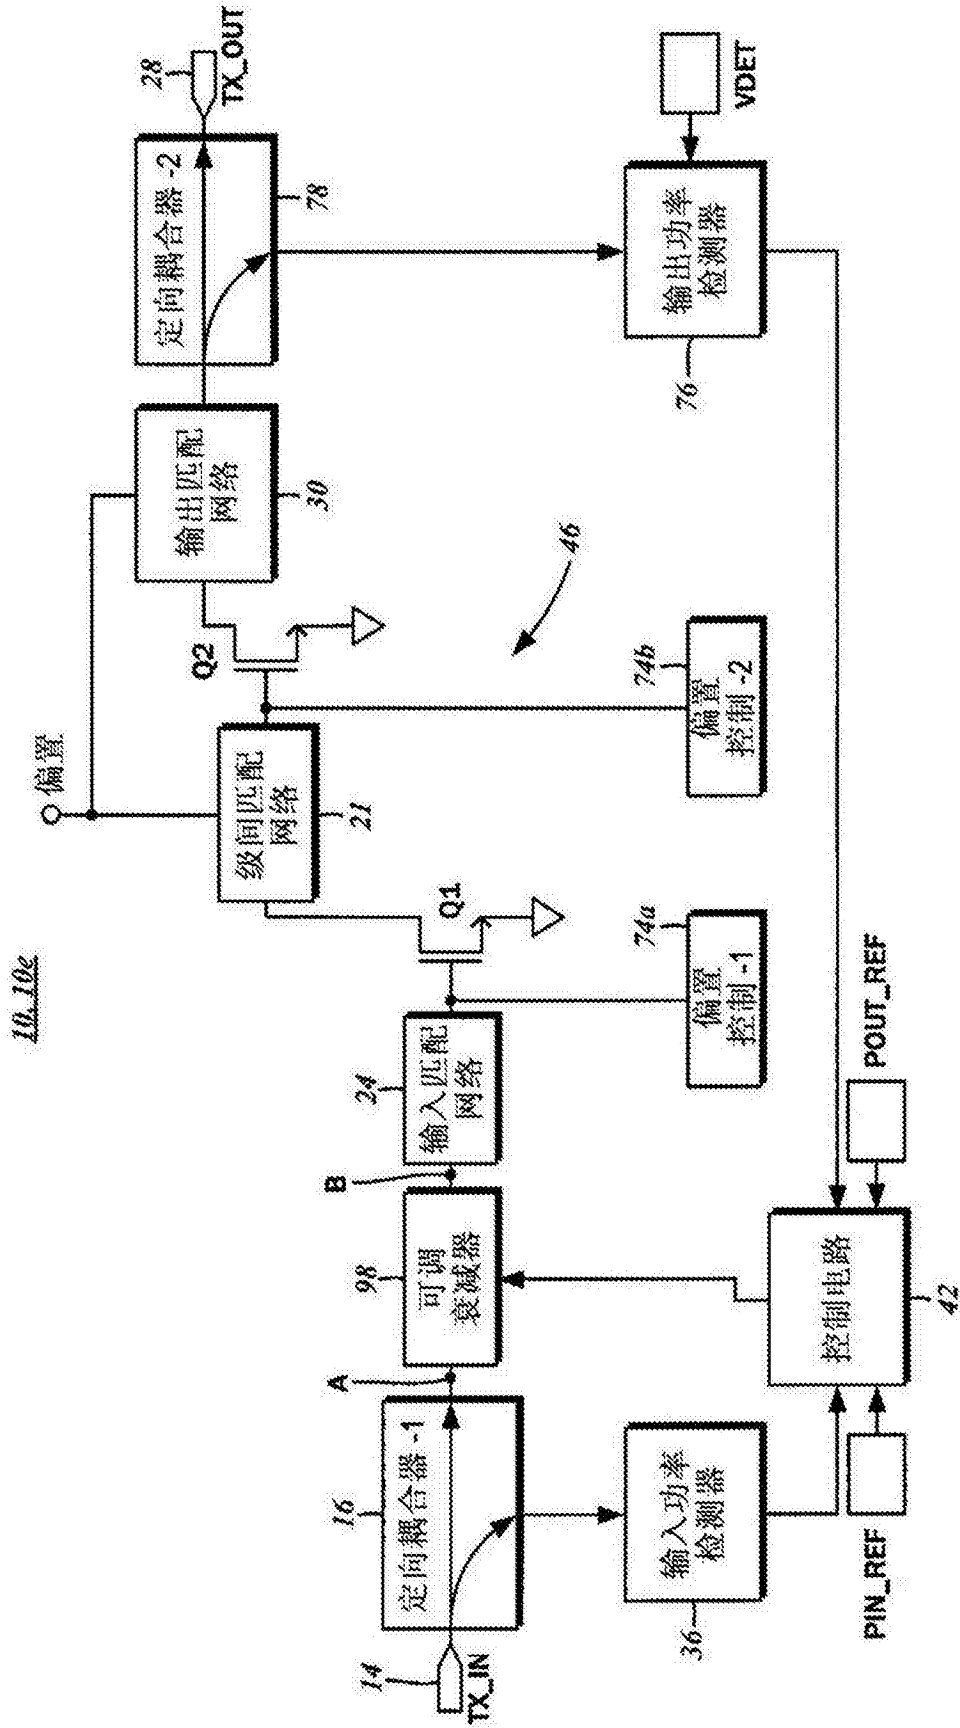 10, 10e
偏置
28
TX_OUT
定向耦合器-2
78
输出匹配
网络
30
Q2
级间匹配
网络
21
Q1
46
24
输入匹配
网络
B
98
可调
衰减器
A
16
定向耦合器-1
14
TX_IN
74b
偏置
控制-2
74a
偏置
控制-1
VDET
输出功率
检测器
76
输入功率
检测器
36
POUT_REF
控制电路
42
PIN_REF